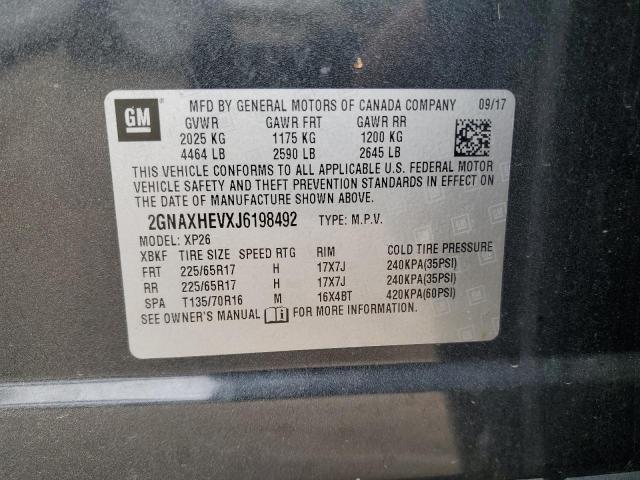 GM
MFD BY GENERAL MOTORS OF CANADA COMPANY 09/17
GVWR GAWR FRT GAWR RR
2025 KG 1175 KG 1200 KG
4464 LB 2590 LB 2645 LB
THIS VEHICLE CONFORMS TO ALL APPLICABLE U.S. FEDERAL MOTOR
VEHICLE SAFETY AND THEFT PREVENTION STANDARDS IN EFFECT ON
THE DATE OF MANUFACTURE SHOWN ABOVE.
2GNAXHEVXJ6198492 TYPE: M.P.V.
MODEL: XP26
XBKF TIRE SIZE SPEED RTG RIM COLD TIRE PRESSURE
FRT 225/65R17 H 17X7J 240KPA(35PSI)
RR 225/65R17 H 17X7J 240KPA(35PSI)
SPA T135/70R16 M 16X4BT 420KPA(60PSI)
SEE OWNER'S MANUAL FOR MORE INFORMATION.